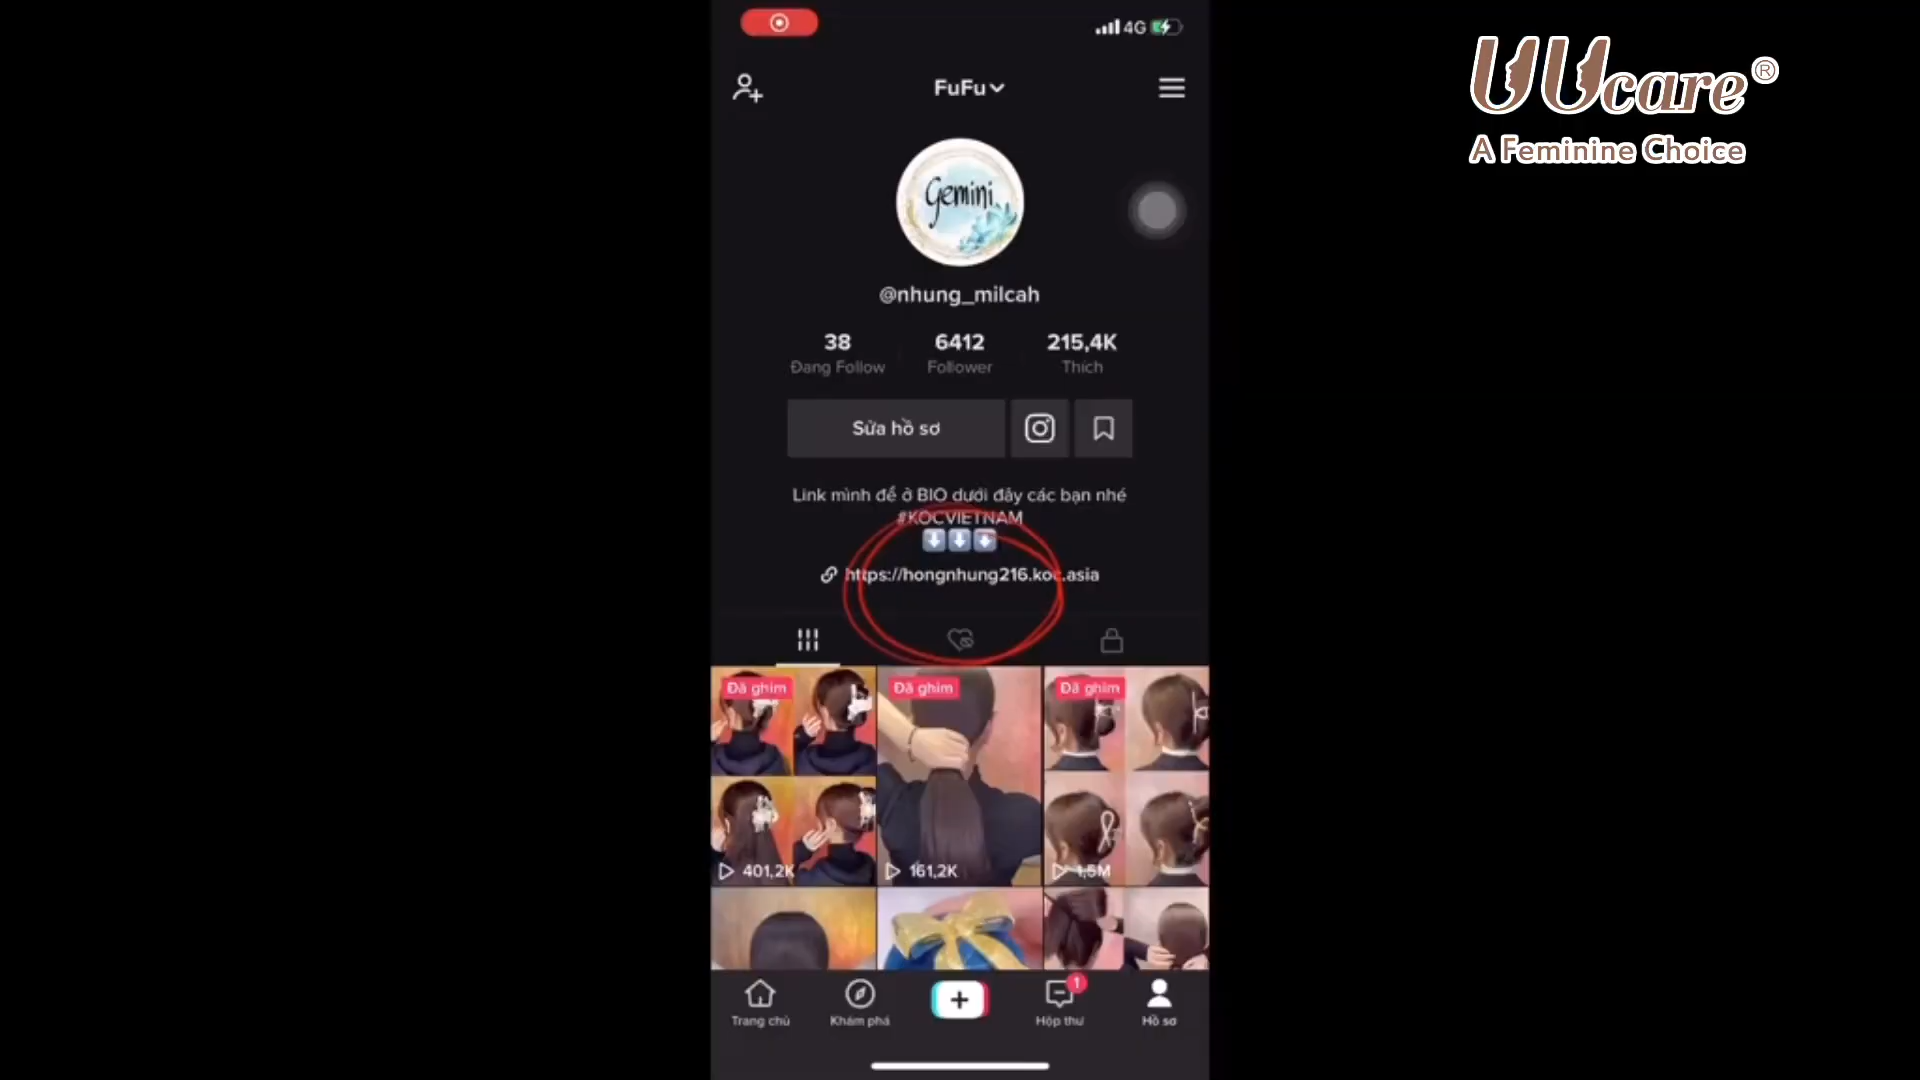 UUcare®
A Feminine Choice
4G
FuFu
Gemini
@nhung_milcah
38
6412
215,4K
Đang Follow
Follower
Thích
Sửa hồ sơ
Link mình để ở BIO dưới đây các bạn nhé
#KOCVIETNAM
https://hongnhung216.koc.asia
Đã ghim
Đã ghim
Đã ghim
401,2K
161,2K
1,5M
1
Trang chủ
Khám phá
Hộp thư
Hồ sơ